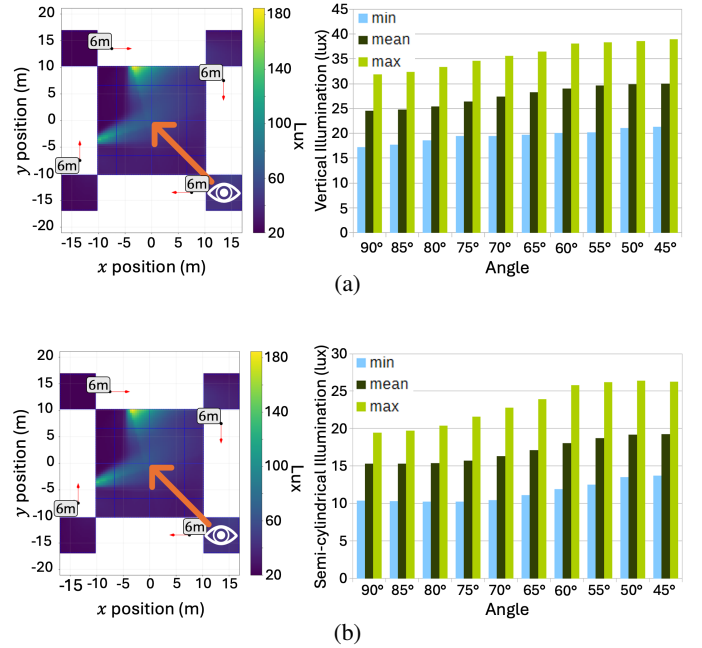 20
15
10
5
0
-5
-10
-15
-20
y position (m)
-15 -10 -5 0 5 10 15
x position (m)
6m
6m
6m
6m
180
140
100
60
20
Lux
45
40
35
30
25
20
15
10
5
0
Vertical Illumination (lux)
min
mean
max
90° 85° 80° 75° 70° 65° 60° 55° 50° 45°
Angle
(a)
20
15
10
5
0
-5
-10
-15
-20
y position (m)
-15 -10 -5 0 5 10 15
x position (m)
6m
6m
6m
6m
180
140
100
60
20
Lux
30
25
20
15
10
5
0
Semi-cylindrical Illumination (lux)
min
mean
max
90° 85° 80° 75° 70° 65° 60° 55° 50° 45°
Angle
(b)